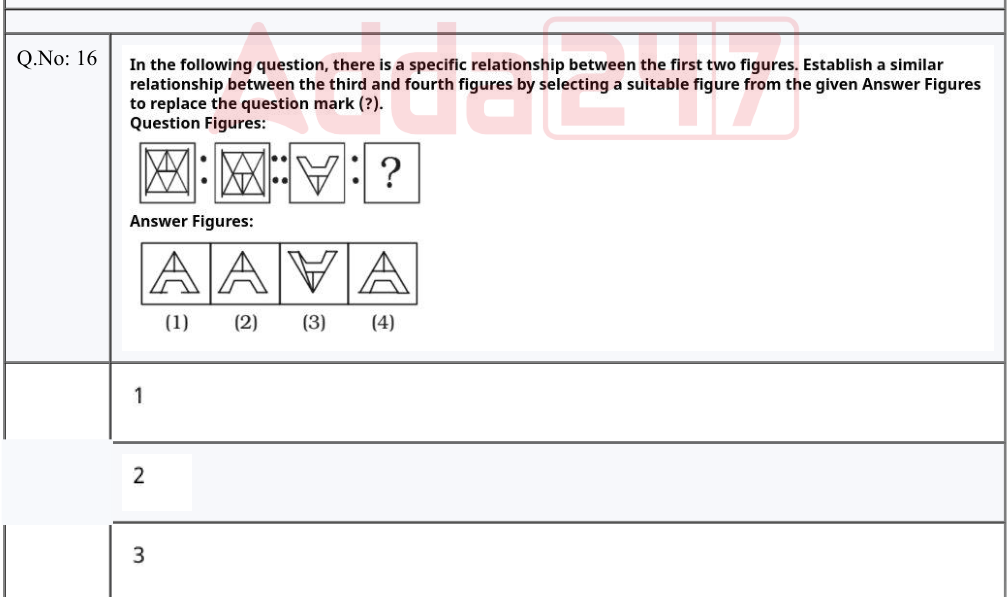 Adda247
Q.No: 16
In the following question, there is a specific relationship between the first two figures. Establish a similar
relationship between the third and fourth figures by selecting a suitable figure from the given Answer Figures
to replace the question mark (?).
Question Figures:
: :: : ?
Answer Figures:
(1) (2) (3) (4)
1
2
3